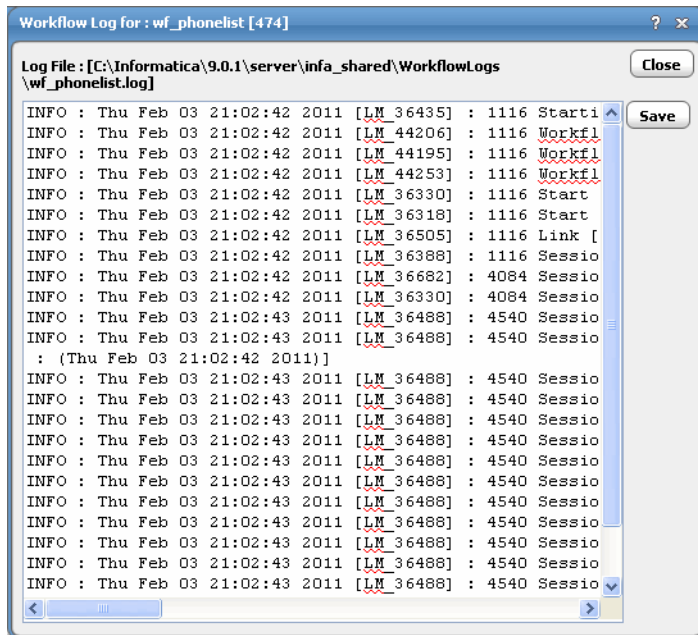 Workflow Log for : wf_phonelist [474]
? x
Log File : [C:\Informatica\9.0.1\server\infa_shared\WorkflowLogs
\wf_phonelist.log]
Close
Save
INFO : Thu Feb 03 21:02:42 2011 [LM_36435] : 1116 Starti
INFO : Thu Feb 03 21:02:42 2011 [LM_44206] : 1116 Workfl
INFO : Thu Feb 03 21:02:42 2011 [LM_44195] : 1116 Workfl
INFO : Thu Feb 03 21:02:42 2011 [LM_44253] : 1116 Workfl
INFO : Thu Feb 03 21:02:42 2011 [LM_36330] : 1116 Start
INFO : Thu Feb 03 21:02:42 2011 [LM_36318] : 1116 Start
INFO : Thu Feb 03 21:02:42 2011 [LM_36505] : 1116 Link [
INFO : Thu Feb 03 21:02:42 2011 [LM_36388] : 1116 Sessio
INFO : Thu Feb 03 21:02:42 2011 [LM_36682] : 4084 Sessio
INFO : Thu Feb 03 21:02:42 2011 [LM_36330] : 4084 Sessio
INFO : Thu Feb 03 21:02:43 2011 [LM_36488] : 4540 Sessio
INFO : Thu Feb 03 21:02:43 2011 [LM_36488] : 4540 Sessio
: (Thu Feb 03 21:02:42 2011)]
INFO : Thu Feb 03 21:02:43 2011 [LM_36488] : 4540 Sessio
INFO : Thu Feb 03 21:02:43 2011 [LM_36488] : 4540 Sessio
INFO : Thu Feb 03 21:02:43 2011 [LM_36488] : 4540 Sessio
INFO : Thu Feb 03 21:02:43 2011 [LM_36488] : 4540 Sessio
INFO : Thu Feb 03 21:02:43 2011 [LM_36488] : 4540 Sessio
INFO : Thu Feb 03 21:02:43 2011 [LM_36488] : 4540 Sessio
INFO : Thu Feb 03 21:02:43 2011 [LM_36488] : 4540 Sessio
INFO : Thu Feb 03 21:02:43 2011 [LM_36488] : 4540 Sessio
INFO : Thu Feb 03 21:02:43 2011 [LM_36488] : 4540 Sessio
INFO : Thu Feb 03 21:02:43 2011 [LM_36488] : 4540 Sessio
INFO : Thu Feb 03 21:02:43 2011 [LM_36488] : 4540 Sessio